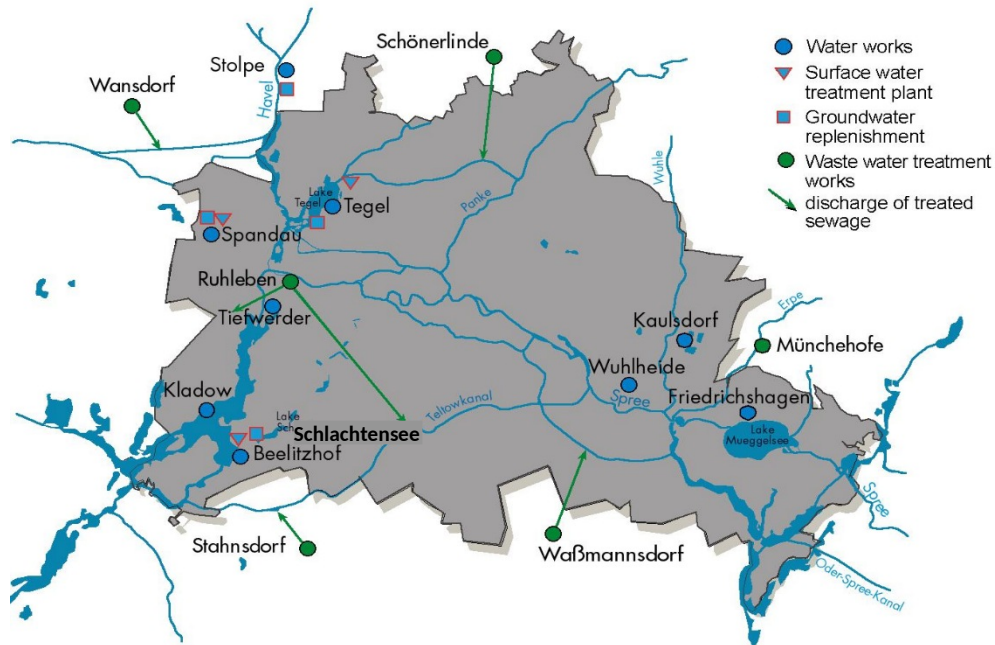 Schönerlinde
Stolpe
Wansdorf
Havel
Water works
Surface water
treatment plant
Groundwater
replenishment
Waste water treatment
works
discharge of treated
sewage
Wuhle
Lake
Tegel
Tegel
Panke
Spandau
Ruhleben
Tiefwerder
Erpe
Kaulsdorf
Münchehofe
Wuhlheide
Kladow
Spree
Friedrichshagen
Teltowkanal
Lake
Schlachtensee
Lake
Mueggelsee
Beelitzhof
Spree
Stahnsdorf
Waßmannsdorf
Oder-Spree-Kanal